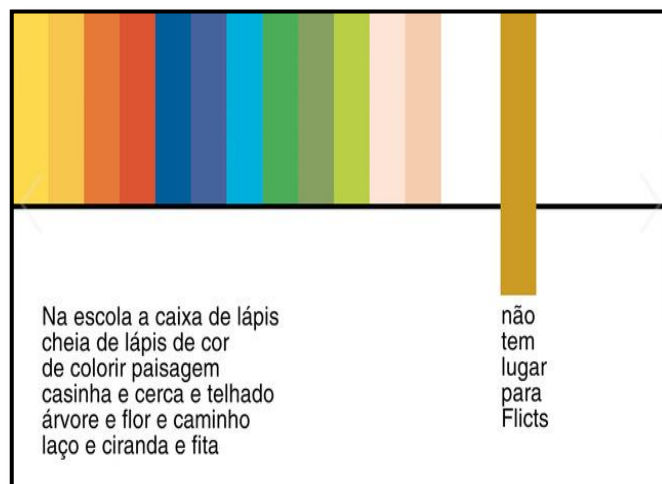 Na escola a caixa de lápis
cheia de lápis de cor
de colorir paisagem
casinha e cerca e telhado
árvore e flor e caminho
laço e ciranda e fita
não
tem
lugar
para
Flicts